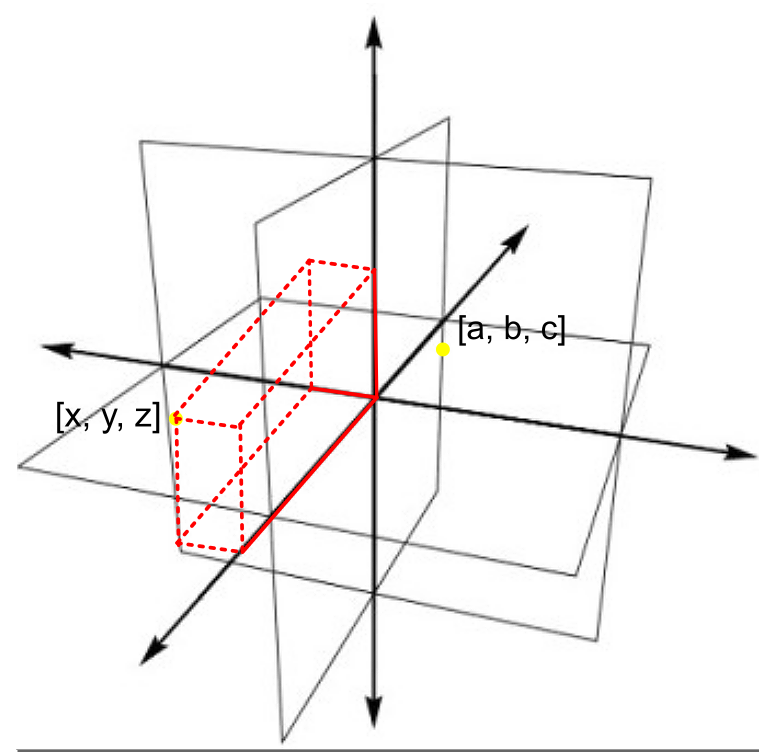 [a, b, c]
[x, y, z]